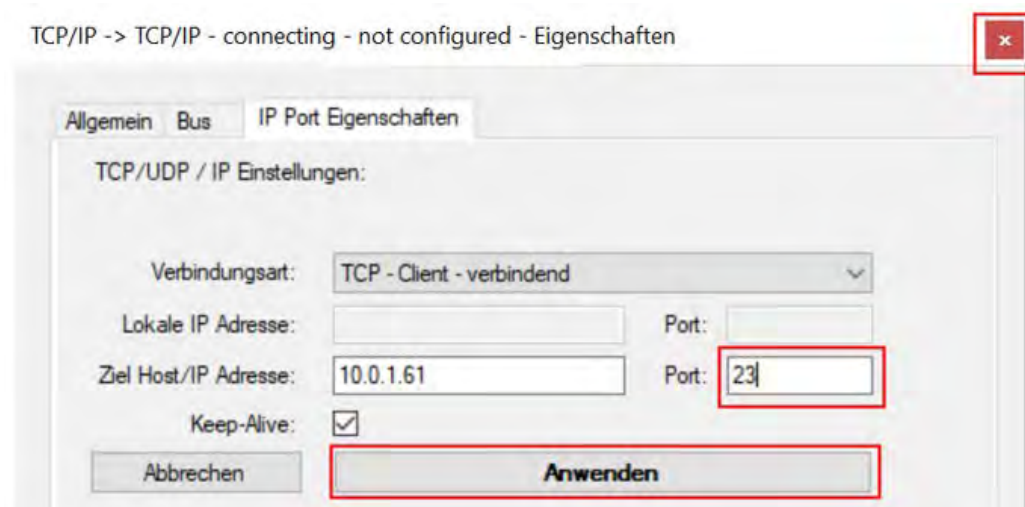 TCP/IP -> TCP/IP - connecting - not configured - Eigenschaften
x
Allgemein Bus IP Port Eigenschaften
TCP/UDP / IP Einstellungen:
Verbindungsart: TCP - Client - verbindend
Lokale IP Adresse: Port:
Ziel Host/IP Adresse: 10.0.1.61 Port: 23
Keep-Alive:
Abbrechen Anwenden